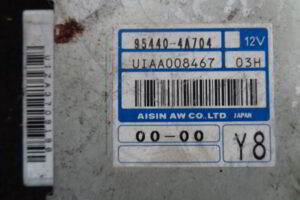 95440-4A704 12V
UIAA008467 03H
AISIN AW CO., LTD JAPAN
00-00
Y8